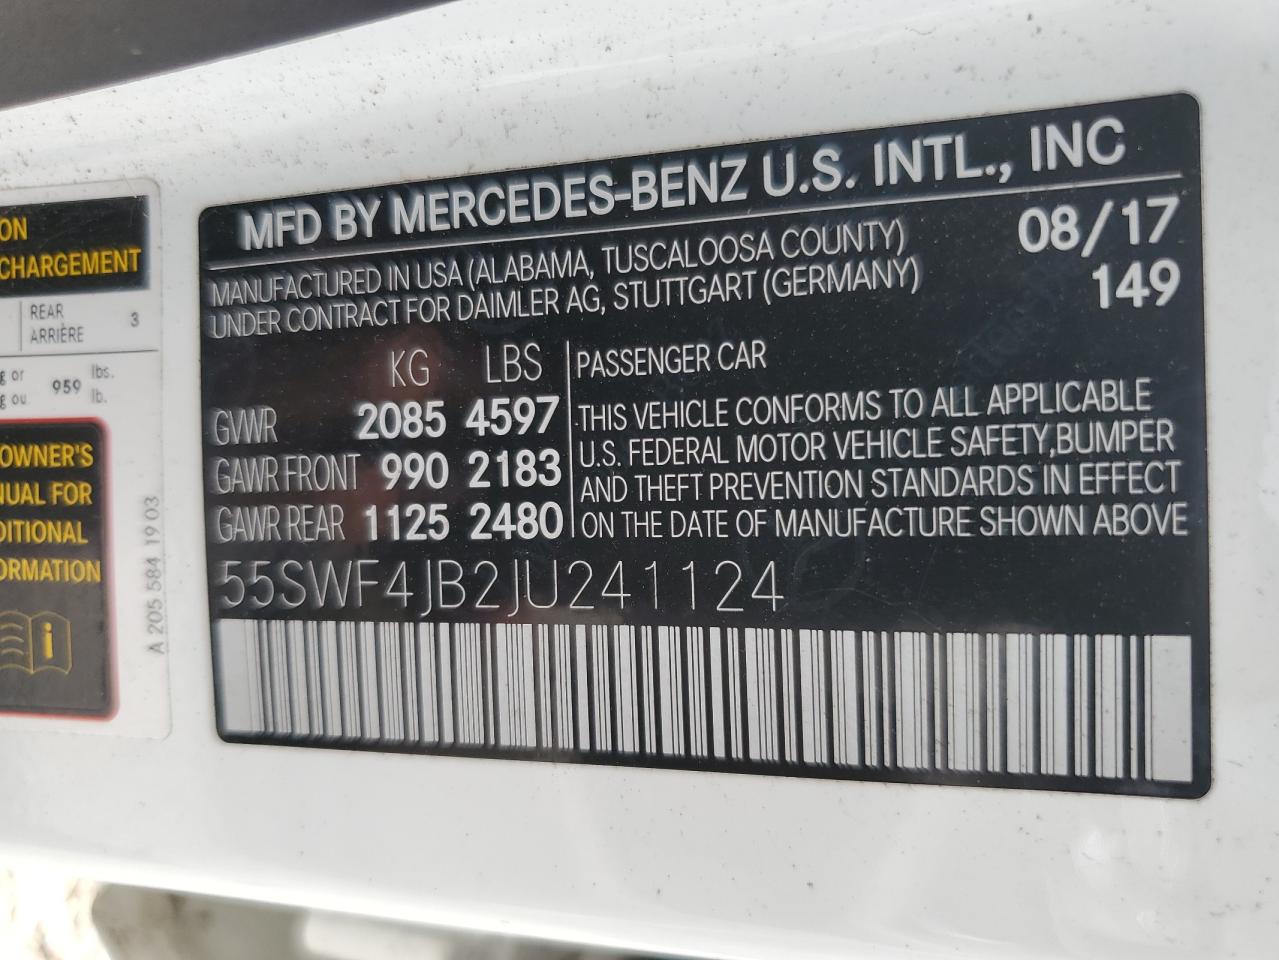 MFD BY MERCEDES-BENZ U.S. INTL., INC
MANUFACTURED IN USA (ALABAMA, TUSCALOOSA COUNTY)
UNDER CONTRACT FOR DAIMLER AG, STUTTGART (GERMANY)
08/17
149
KG LBS
GVWR 2085 4597
GAWR FRONT 990 2183
GAWR REAR 1125 2480
PASSENGER CAR
THIS VEHICLE CONFORMS TO ALL APPLICABLE
U.S. FEDERAL MOTOR VEHICLE SAFETY,BUMPER
AND THEFT PREVENTION STANDARDS IN EFFECT
ON THE DATE OF MANUFACTURE SHOWN ABOVE
55SWF4JB2JU241124
ON
CHARGEMENT
REAR
ARRIÈRE 3
g or 959 lbs.
g ou lb.
OWNER'S
NUAL FOR
DITIONAL
ORMATION
i
A 205 584 19 03